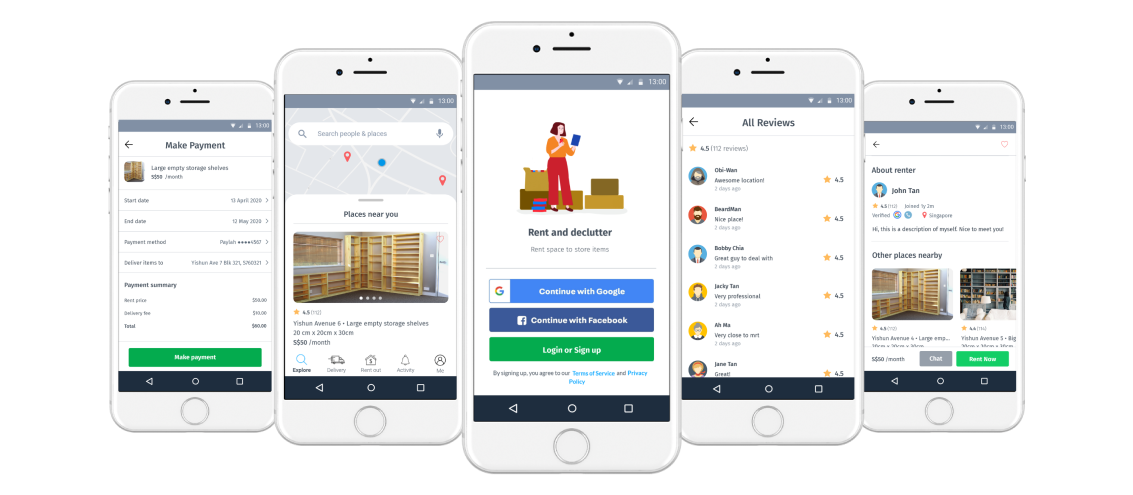 13:00
Make Payment
Large empty storage shelves
S$50 /month
Start date
13 April 2020
End date
12 May 2020
Payment method
Paylah ●●●●4567
Deliver items to
Yishun Ave 7 Blk 321, S760321
Payment summary
Rent price
$50.00
Delivery fee
$10.00
Total
$60.00
Make payment
13:00
Search people & places
Places near you
4.5 (112)
Yishun Avenue 6 • Large empty storage shelves
20 cm x 20cm x 30cm
S$50 /month
Explore
Delivery
Rent out
Activity
Me
13:00
Rent and declutter
Rent space to store items
G
Continue with Google
Continue with Facebook
Login or Sign up
By signing up, you agree to our Terms of Service and Privacy
Policy
13:00
All Reviews
4.5 (112 reviews)
Obi-Wan
Awesome location!
2 days ago
4.5
BeardMan
Nice place!
2 days ago
4.5
Bobby Chia
Great guy to deal with
2 days ago
4.5
Jacky Tan
Very professional
2 days ago
4.5
Ah Ma
Very close to mrt
2 days ago
4.5
Jane Tan
Great!
4.5
13:00
About renter
John Tan
4.5 (112) Joined 1y 2m
Verified
Singapore
Hi, this is a description of myself. Nice to meet you!
Other places nearby
4.5 (112)
Yishun Avenue 4 • Large emp...
20cm x 20cm x 30cm
4.4 (114)
Yishun Avenue 5 • Big
20cm x 20cm x 30c
S$50 /month
Chat
Rent Now